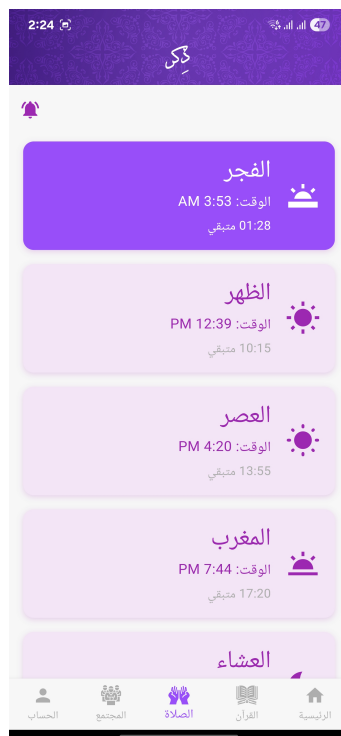 2:24
47
ذِكر
الفجر
الوقت: 3:53 AM
01:28 متبقي
الظهر
الوقت: 12:39 PM
10:15 متبقي
العصر
الوقت: 4:20 PM
13:55 متبقي
المغرب
الوقت: 7:44 PM
17:20 متبقي
العشاء
الرئيسية
القرآن
الصلاة
المجتمع
الحساب